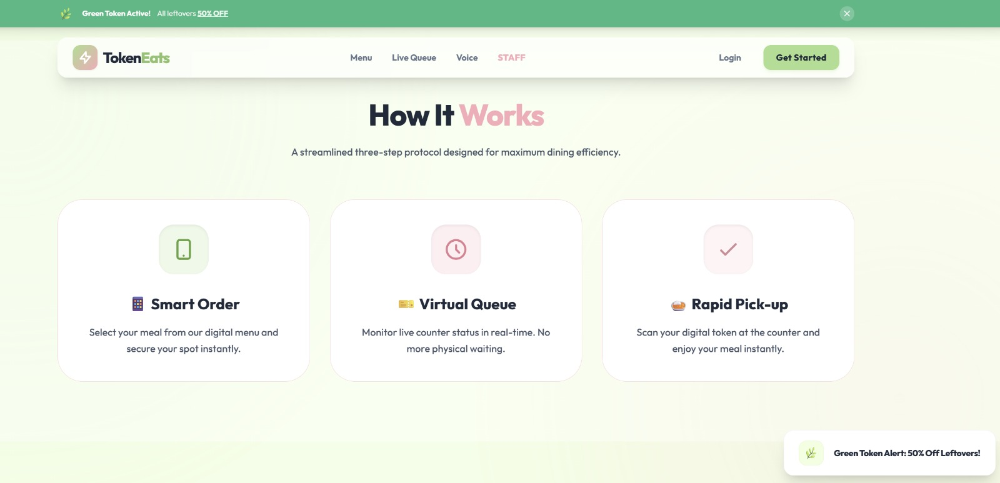 Green Token Active! All leftovers 50% OFF
TokenEats
Menu Live Queue Voice STAFF
Login Get Started
How It Works
A streamlined three-step protocol designed for maximum dining efficiency.
Smart Order
Select your meal from our digital menu and
secure your spot instantly.
Virtual Queue
Monitor live counter status in real-time. No
more physical waiting.
Rapid Pick-up
Scan your digital token at the counter and
enjoy your meal instantly.
Green Token Alert: 50% Off Leftovers!